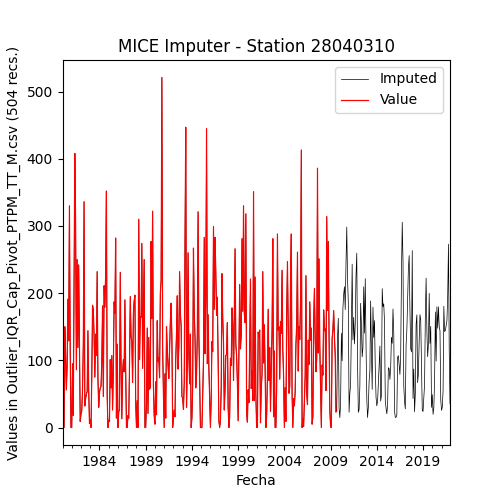 MICE Imputer - Station 28040310
Imputed
Value
Values in Outlier_IQR_Cap_Pivot_PTPM_TT_M.csv (504 recs.)
500
400
300
200
100
0
1984 1989 1994 1999 2004 2009 2014 2019
Fecha